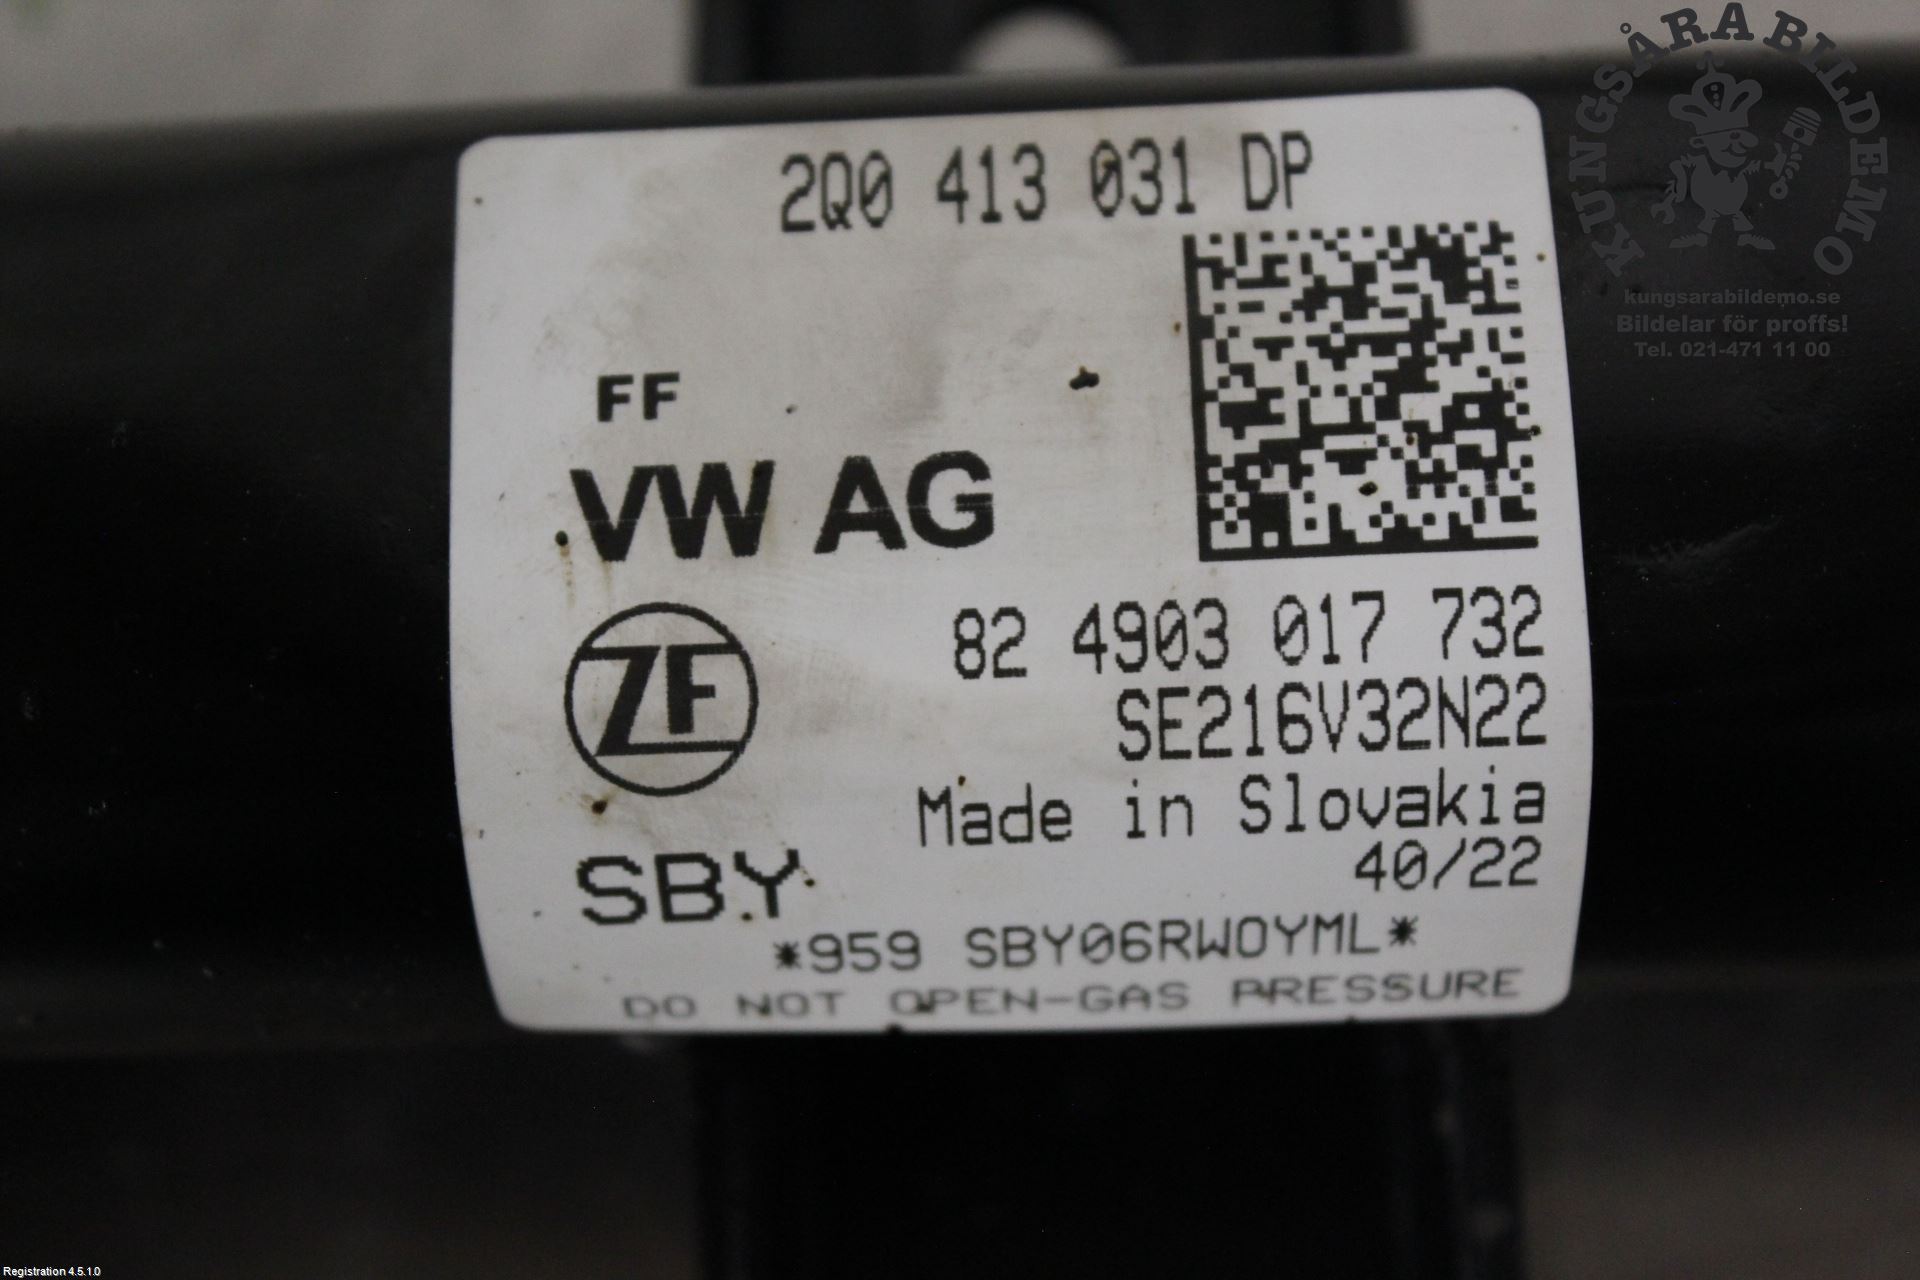 2Q0 413 031 DP
FF
VW AG
ZF
82 4903 017 732
SE216V32N22
Made in Slovakia
40/22
SBY
*959 SBY06RWOYML*
DO NOT OPEN-GAS PRESSURE
KUNGSÅRA BILDEMO
kungsarabildemo.se
Bildelar för proffs!
Tel. 021-471 11 00
Registration 4.5.1.0